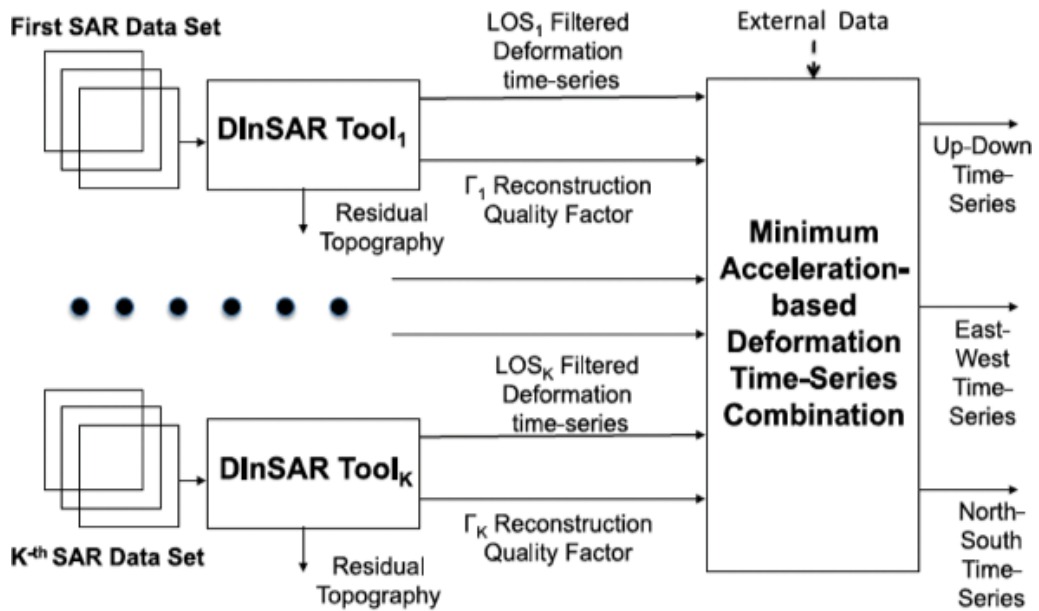 First SAR Data Set
DInSAR Tool1
LOS1 Filtered
Deformation
time-series
Γ1 Reconstruction
Quality Factor
Residual
Topography
External Data
Minimum
Acceleration-
based
Deformation
Time-Series
Combination
Up-Down
Time-
Series
East-
West
Time-
Series
North-
South
Time-
Series
LOSK Filtered
Deformation
time-series
DInSAR ToolK
ΓK Reconstruction
Quality Factor
K-th SAR Data Set
Residual
Topography